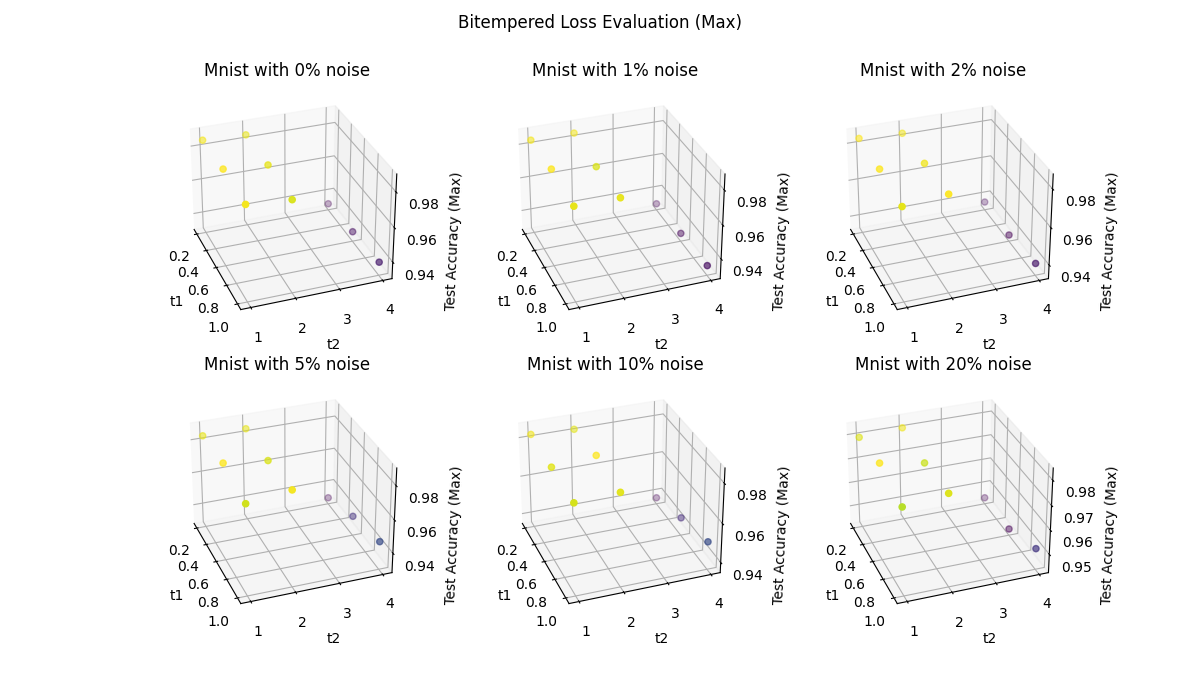 Bitempered Loss Evaluation (Max)
Mnist with 0% noise
0.2
0.4
0.6
0.8
1.0
t1
1
2
3
4
t2
0.94
0.96
0.98
Test Accuracy (Max)
Mnist with 1% noise
0.2
0.4
0.6
0.8
1.0
t1
1
2
3
4
t2
0.94
0.96
0.98
Test Accuracy (Max)
Mnist with 2% noise
0.2
0.4
0.6
0.8
1.0
t1
1
2
3
4
t2
0.94
0.96
0.98
Test Accuracy (Max)
Mnist with 5% noise
0.2
0.4
0.6
0.8
1.0
t1
1
2
3
4
t2
0.94
0.96
0.98
Test Accuracy (Max)
Mnist with 10% noise
0.2
0.4
0.6
0.8
1.0
t1
1
2
3
4
t2
0.94
0.96
0.98
Test Accuracy (Max)
Mnist with 20% noise
0.2
0.4
0.6
0.8
1.0
t1
1
2
3
4
t2
0.95
0.96
0.97
0.98
Test Accuracy (Max)